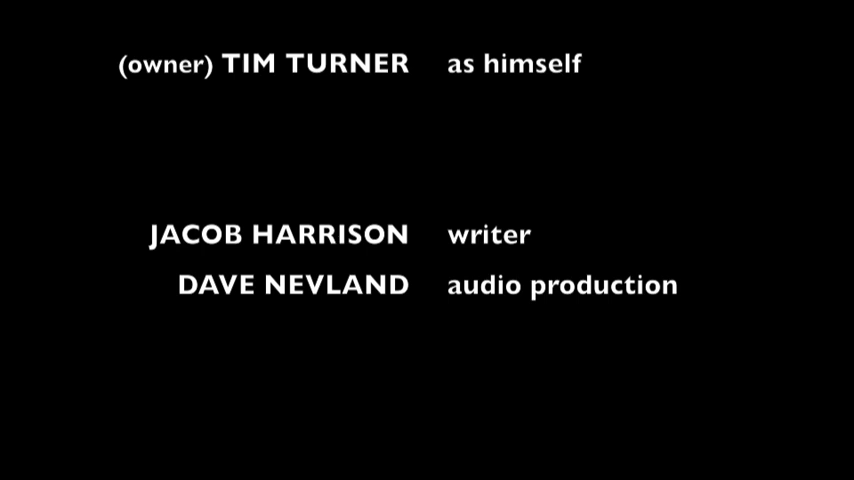 (owner) TIM TURNER as himself
JACOB HARRISON writer
DAVE NEVLAND audio production